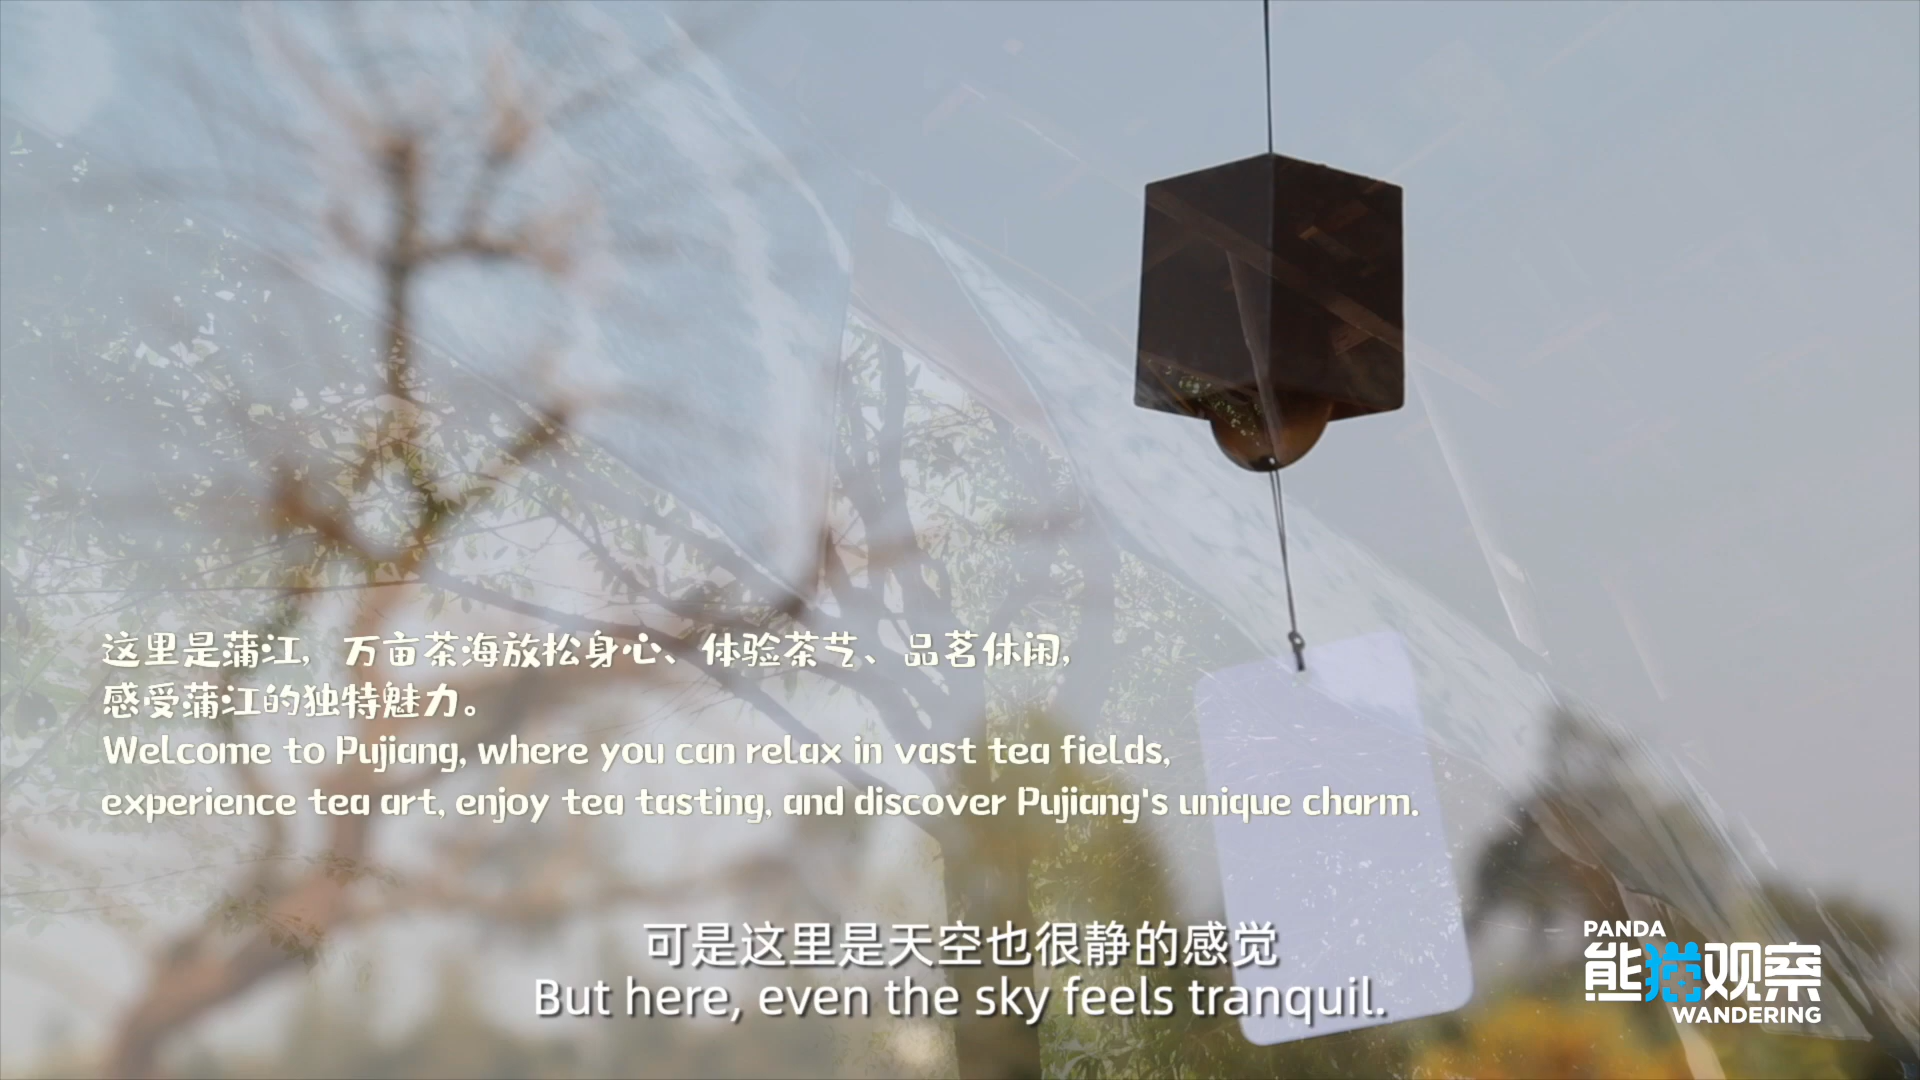 这里是蒲江，万亩茶海放松身心、体验茶艺、品茗休闲，
感受蒲江的独特魅力。
Welcome to Pujiang, where you can relax in vast tea fields,
experience tea art, enjoy tea tasting, and discover Pujiang's unique charm.
可是这里是天空也很静的感觉
But here, even the sky feels tranquil.
PANDA
熊猫观察
WANDERING